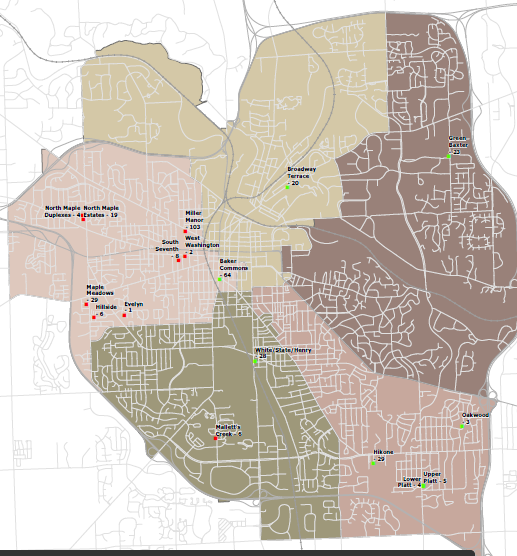 Green
Baxter
- 23
Broadway
Terrace
- 20
North Maple
Duplexes - 4
North Maple
Estates - 19
Miller
Manor
- 103
West
Washington
- 2
South
Seventh
- 8
Baker
Commons
- 64
Maple
Meadows
- 29
Hillside
- 6
Evelyn
- 1
White/State/Henry
- 28
Mallett's
Creek - 6
Oakwood
- 3
Hikone
- 29
Lower
Platt - 4
Upper
Platt - 5